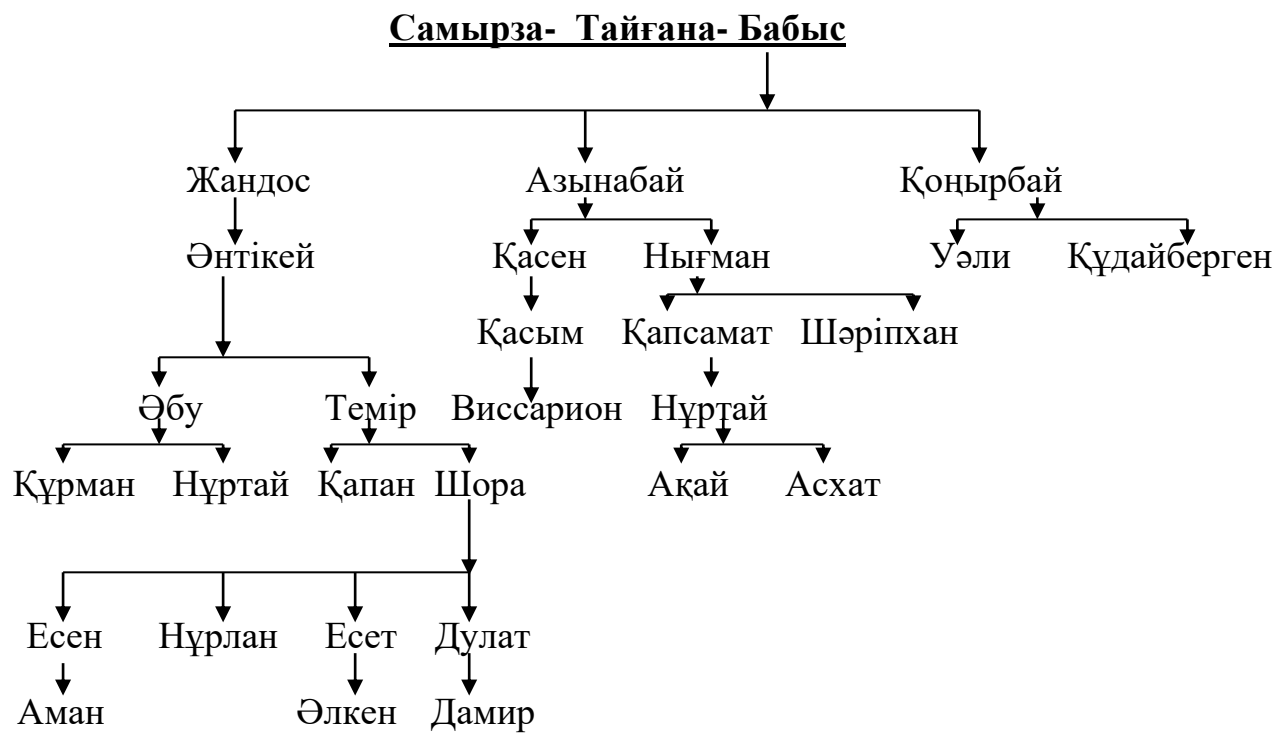 Самырза- Тайғана- Бабыс
Жандос Азынабай Қоңырбай
Әнтікей Қасен Нығман Уәли Құдайберген
Қасым Қапсамат Шәріпхан
Әбу Темір Виссарион Нұртай
Құрман Нұртай Қапан Шора Ақай Асхат
Есен Нұрлан Есет Дулат
Аман Әлкен Дамир